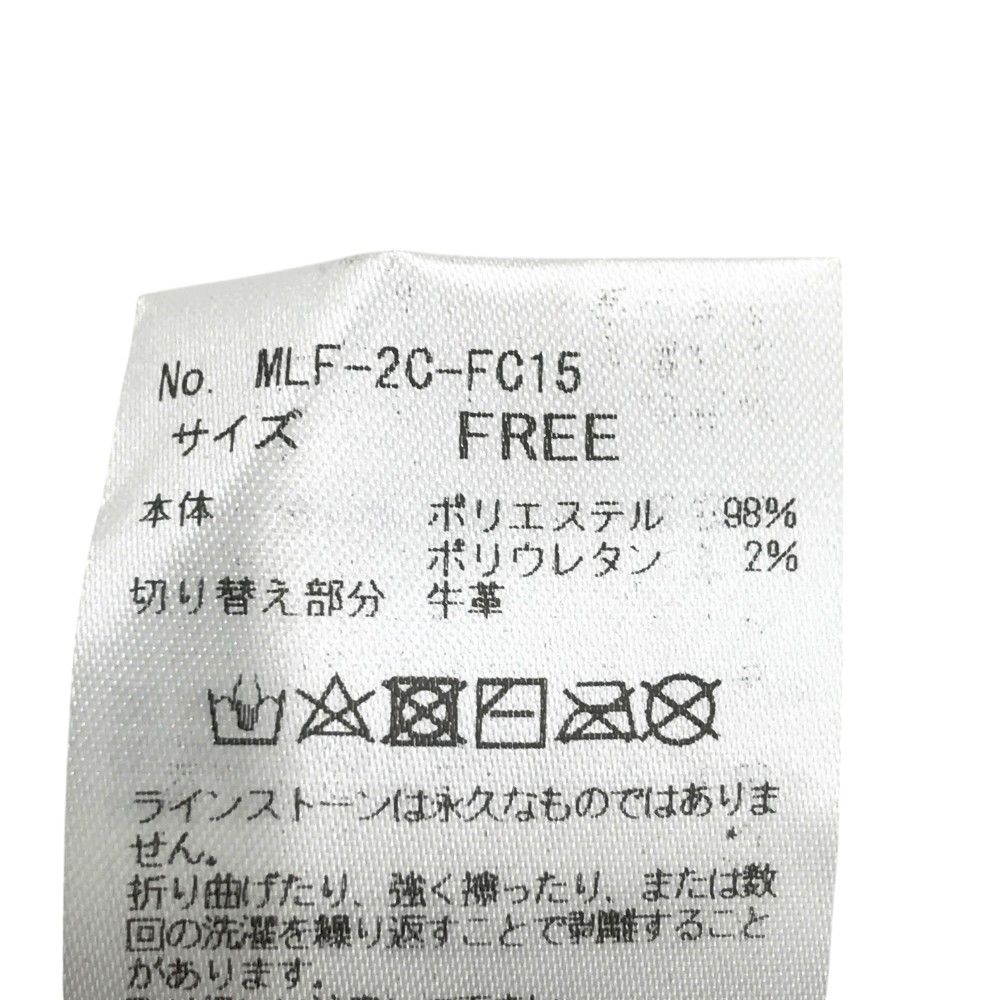 No. MLF-2C-FC15
サイズ FREE
本体 ポリエステル 98%
ポリウレタン 2%
切り替え部分 牛革
ラインストーンは永久なものではありま
せん。
折り曲げたり、強く擦ったり、または数
回の洗濯を繰り返すことで剥離すること
があります。